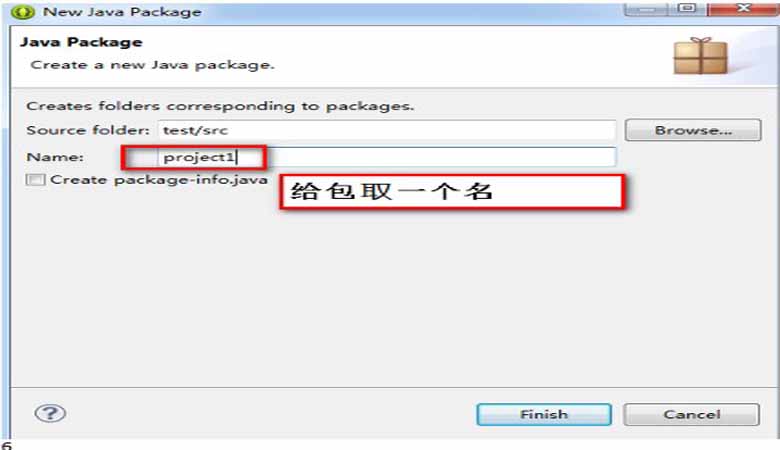 New Java Package
Java Package
Create a new Java package.
Creates folders corresponding to packages.
Source folder: test/src Browse...
Name: project1
Create package-info.java
给包取一个名
? Finish Cancel
6